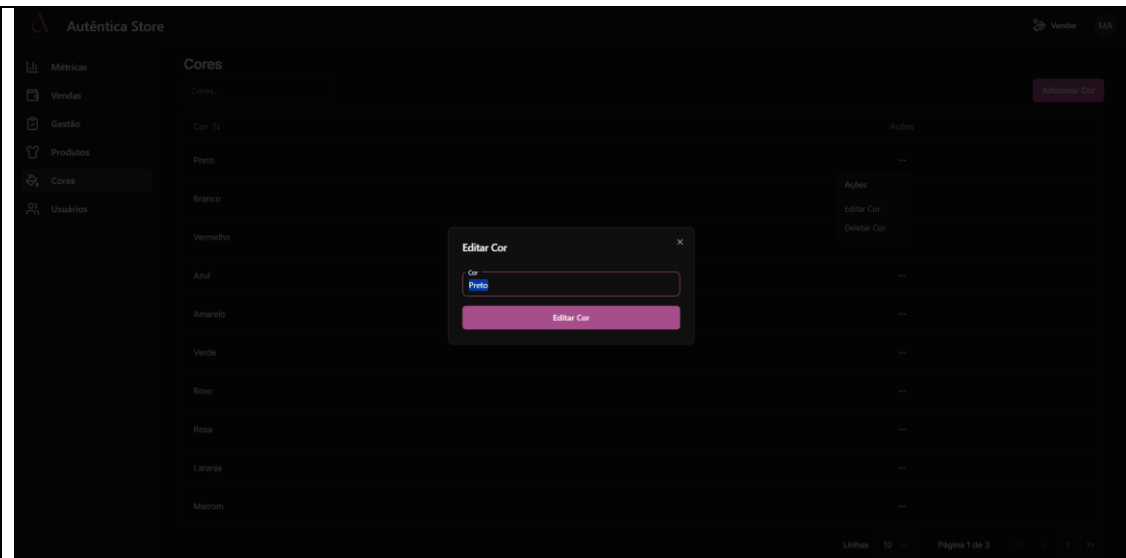 Autêntica Store
Vender MA
Métricas
Vendas
Gestão
Produtos
Cores
Usuários
Cores
Cores...
Adicionar Cor
Cor Ações
Preto ...
Ações
Editar Cor
Deletar Cor
Branco
Vermelho
Azul ...
Amarelo ...
Verde ...
Roxo ...
Rosa ...
Laranja ...
Marrom ...
Editar Cor
Cor
Preto
Editar Cor
Linhas 10 Página 1 de 3